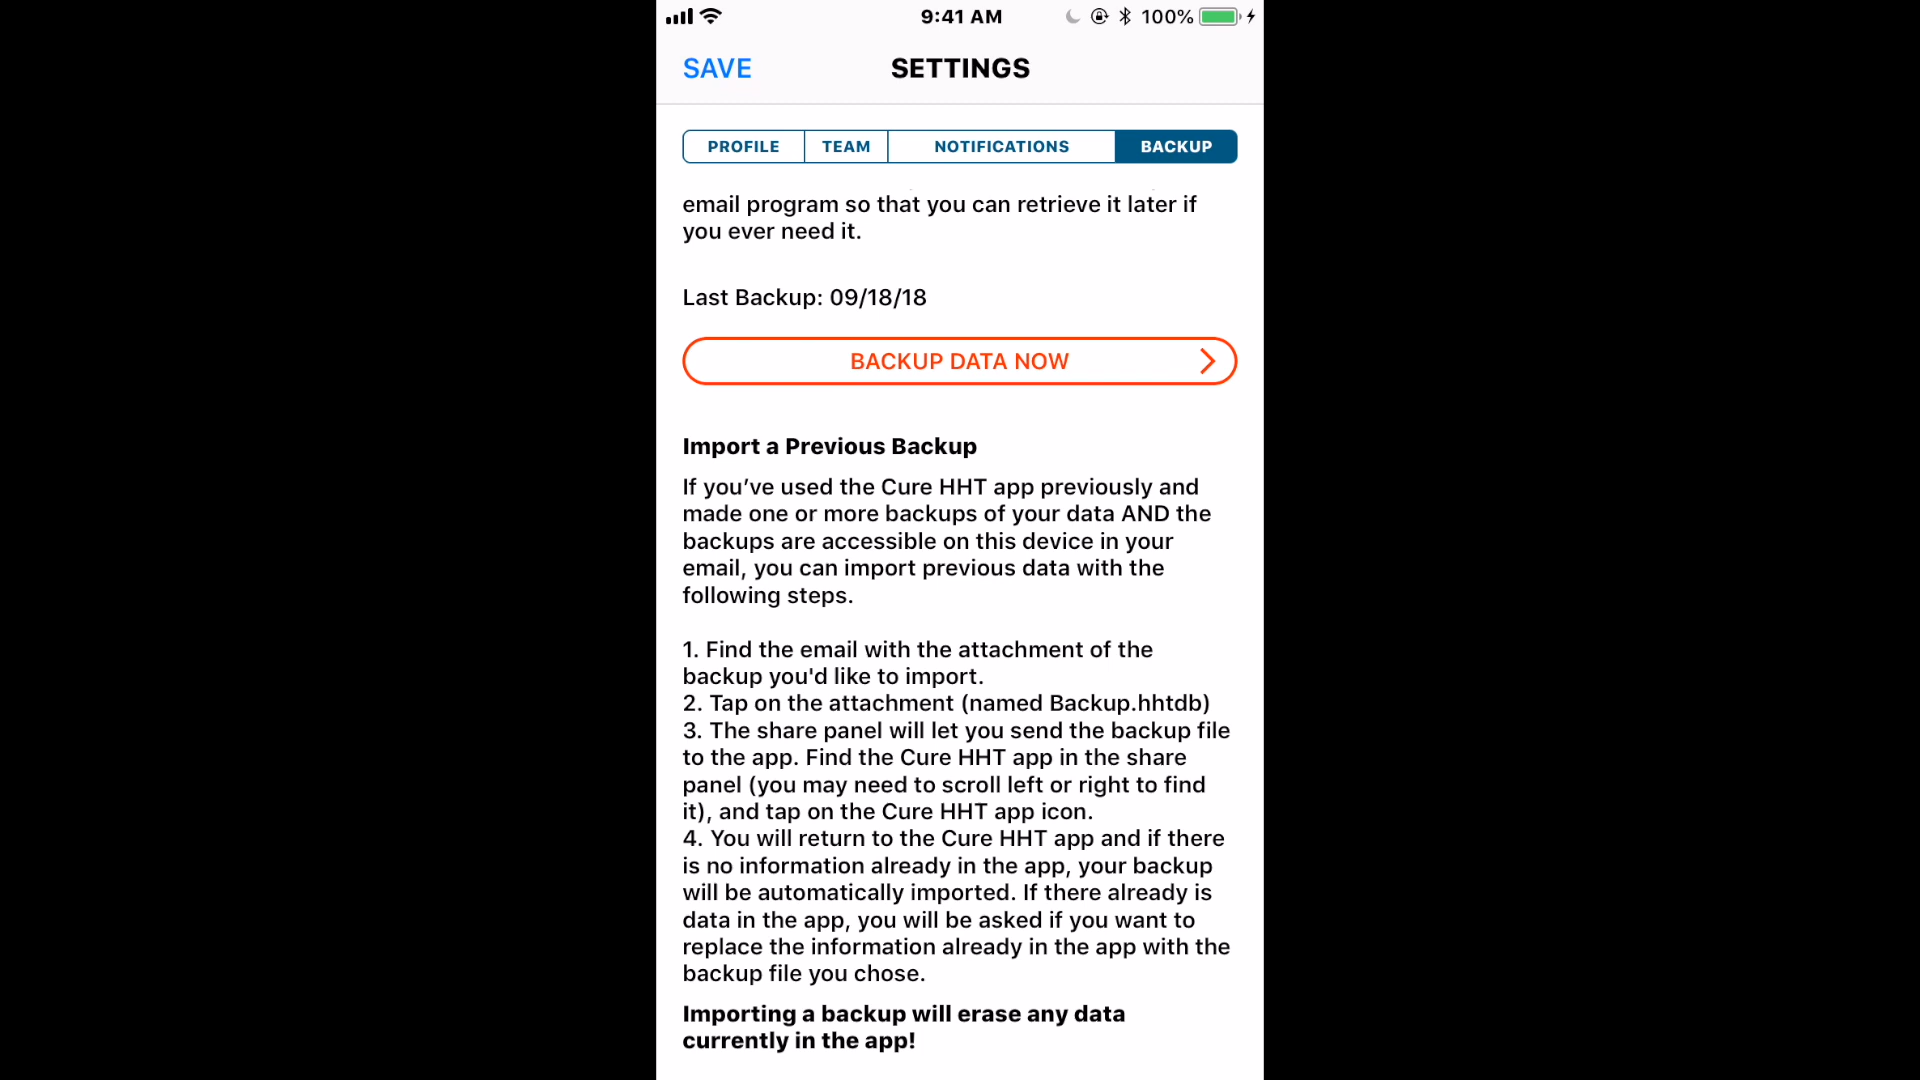 9:41 AM
100%
SAVE
SETTINGS
PROFILE
TEAM
NOTIFICATIONS
BACKUP
email program so that you can retrieve it later if
you ever need it.
Last Backup: 09/18/18
BACKUP DATA NOW
Import a Previous Backup
If you’ve used the Cure HHT app previously and
made one or more backups of your data AND the
backups are accessible on this device in your
email, you can import previous data with the
following steps.
1. Find the email with the attachment of the
backup you'd like to import.
2. Tap on the attachment (named Backup.hhtdb)
3. The share panel will let you send the backup file
to the app. Find the Cure HHT app in the share
panel (you may need to scroll left or right to find
it), and tap on the Cure HHT app icon.
4. You will return to the Cure HHT app and if there
is no information already in the app, your backup
will be automatically imported. If there already is
data in the app, you will be asked if you want to
replace the information already in the app with the
backup file you chose.
Importing a backup will erase any data
currently in the app!